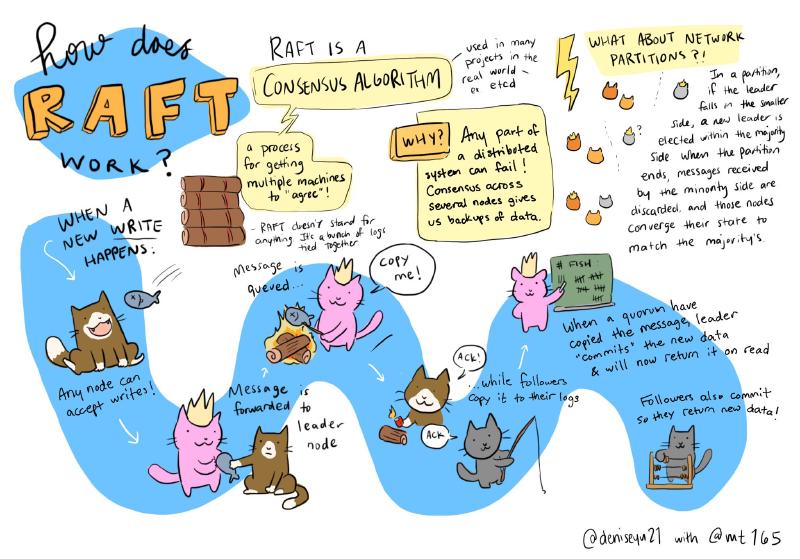 how does
RAFT
WORK?
RAFT IS A
CONSENSUS ALGORITHM
used in many
projects in the
real world -
ex etcd
a process
for getting
multiple machines
to "agree"!
- RAFT doesn't stand for
anything. It's a bunch of logs
tied together.
WHY?
Any part of
a distributed
system can fail!
Consensus across
several nodes gives
us backups of data.
WHAT ABOUT NETWORK
PARTITIONS?!
In a partition,
if the leader
falls in the smaller
side, a new leader is
elected within the majority
side. When the partition
ends, messages received
by the minority side are
discarded, and those nodes
converge their state to
match the majority's.
?
WHEN A
NEW WRITE
HAPPENS:
Any node can
accept writes!
Message is
forwarded to
leader
node
Message is
queued...
COPY
ME!
ACK!
ACK
...while followers
copy it to their logs
# FISH:
When a quorum have
copied the message, leader
"commits" the new data
& will now return it on read
Followers also commit
so they return new data!
@deniseyu21 with @mt165